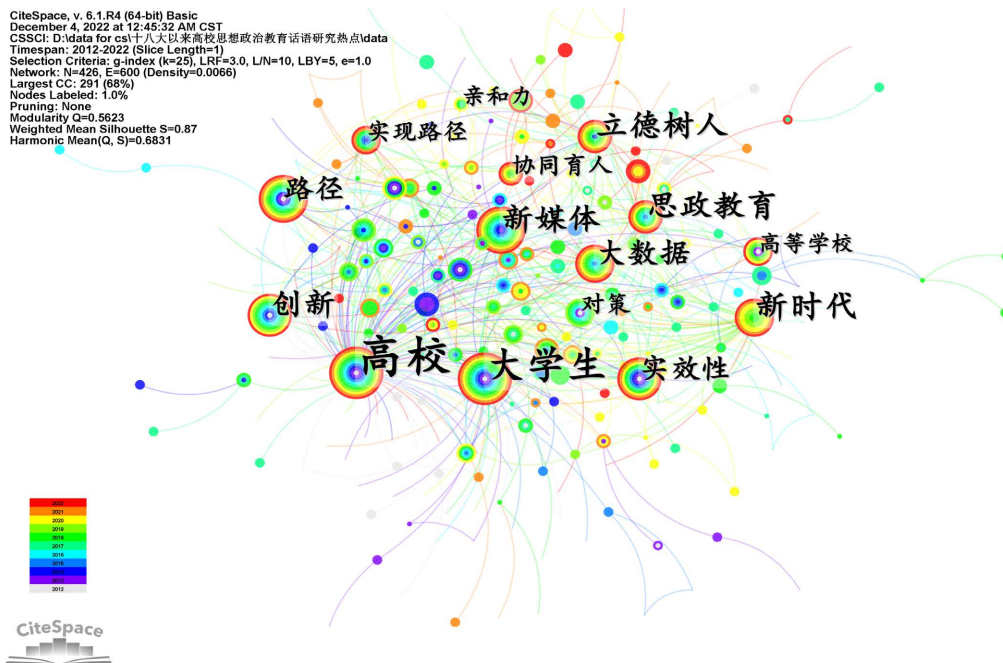 CiteSpace, v. 6.1.R4 (64-bit) Basic
December 4, 2022 at 12:45:32 AM CST
CSSCI: D:\data for cs\十八大以来高校思想政治教育话语研究热点\data
Timespan: 2012-2022 (Slice Length=1)
Selection Criteria: g-index (k=25), LRF=3.0, L/N=10, LBY=5, e=1.0
Network: N=426, E=600 (Density=0.0066)
Largest CC: 291 (68%)
Nodes Labeled: 1.0%
Pruning: None
Modularity Q=0.5623
Weighted Mean Silhouette S=0.87
Harmonic Mean(Q, S)=0.6831
亲和力
实现路径
立德树人
协同育人
路径
新媒体
思政教育
高等学校
大数据
创新
对策
新时代
高校
大学生
实效性
2021
2020
2019
2018
2017
2016
2012
CiteSpace